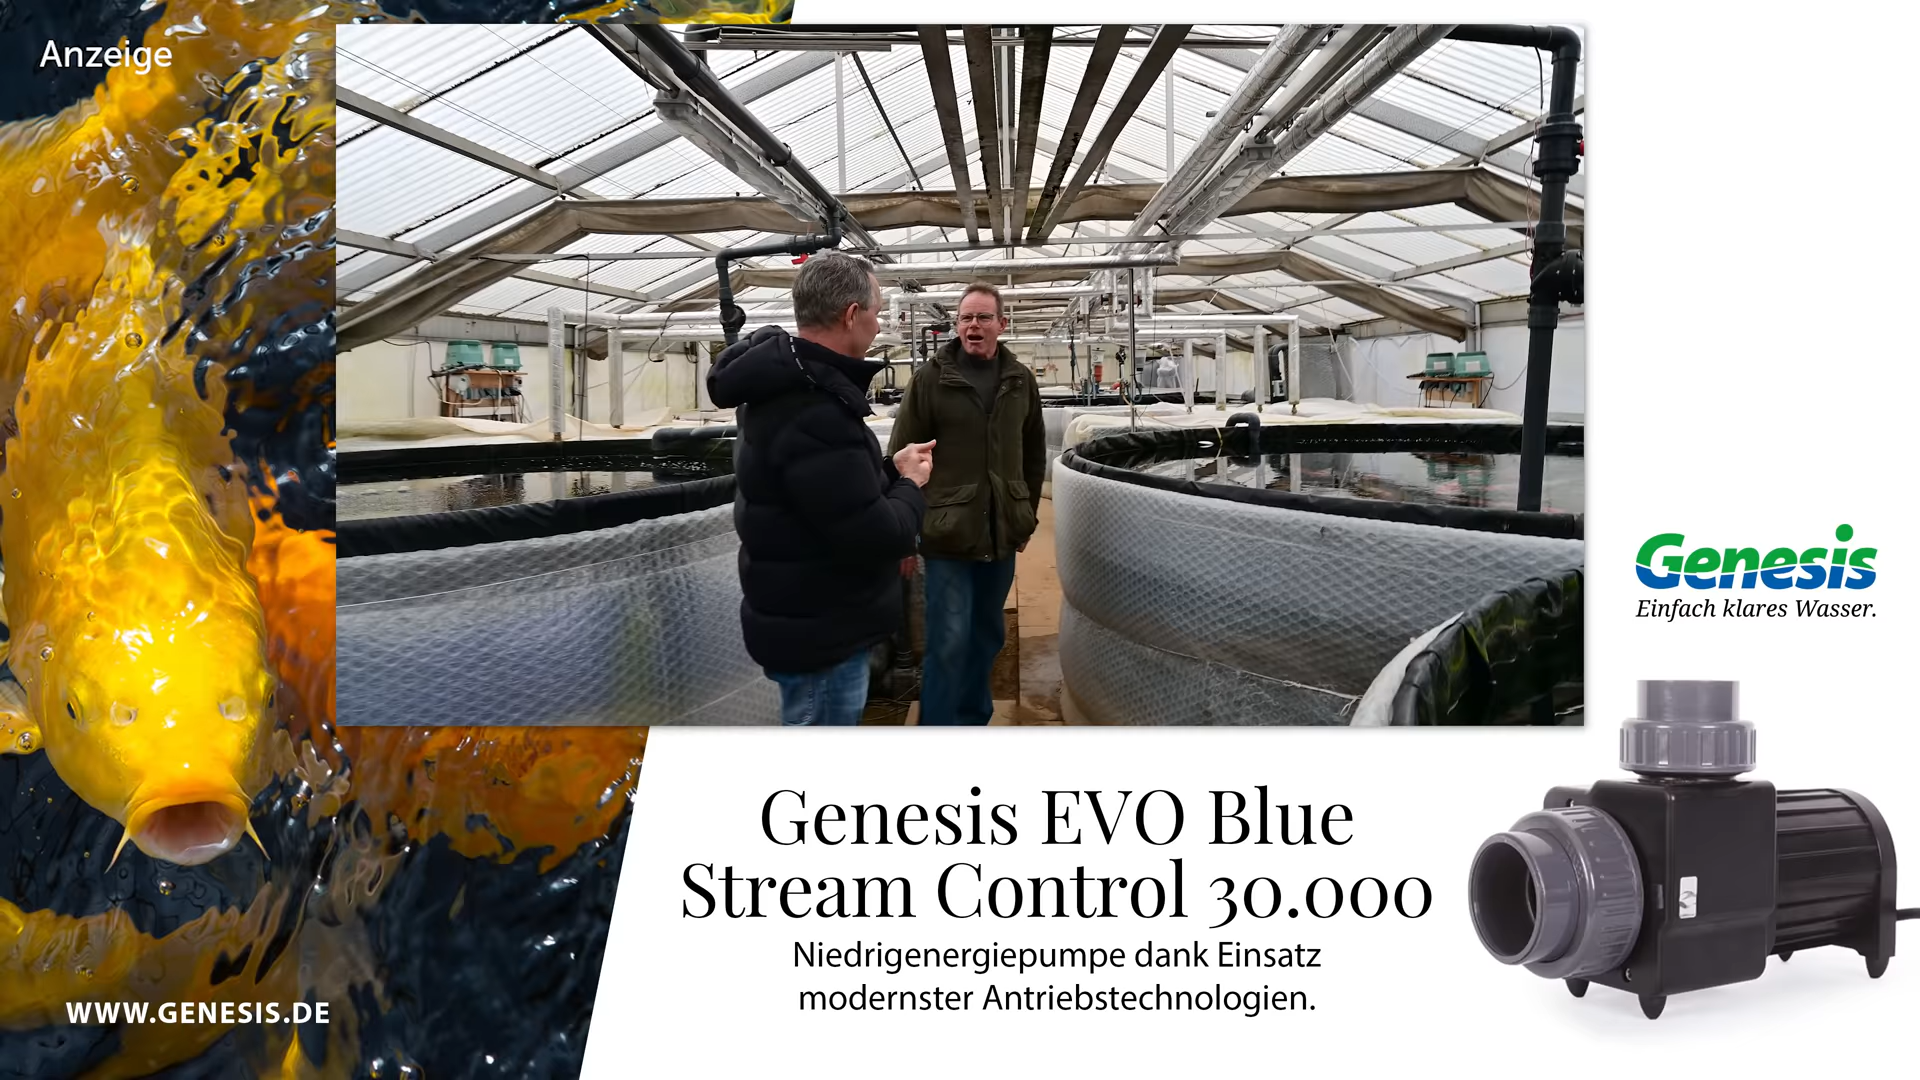 Anzeige
Genesis
Einfach klares Wasser.
Genesis EVO Blue
Stream Control 30.000
Niedrigenergiepumpe dank Einsatz
modernster Antriebstechnologien.
WWW.GENESIS.DE